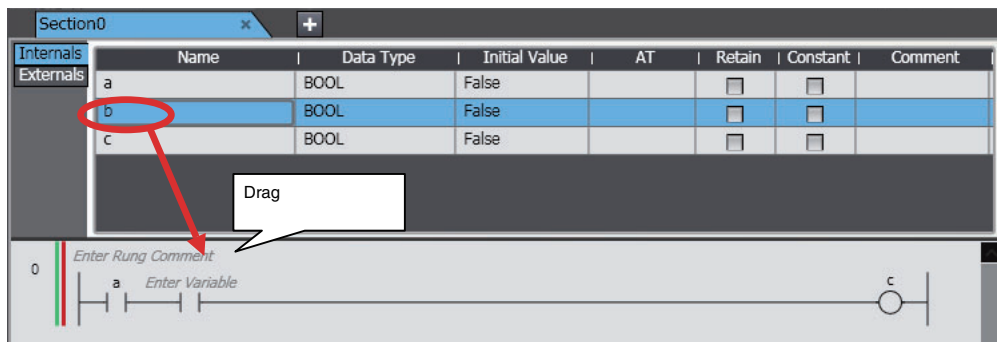 Section0 × +
Internals Name Data Type Initial Value AT Retain Constant Comment
Externals
a BOOL False
b BOOL False
c BOOL False
Drag
Enter Rung Comment
0
a Enter Variable c